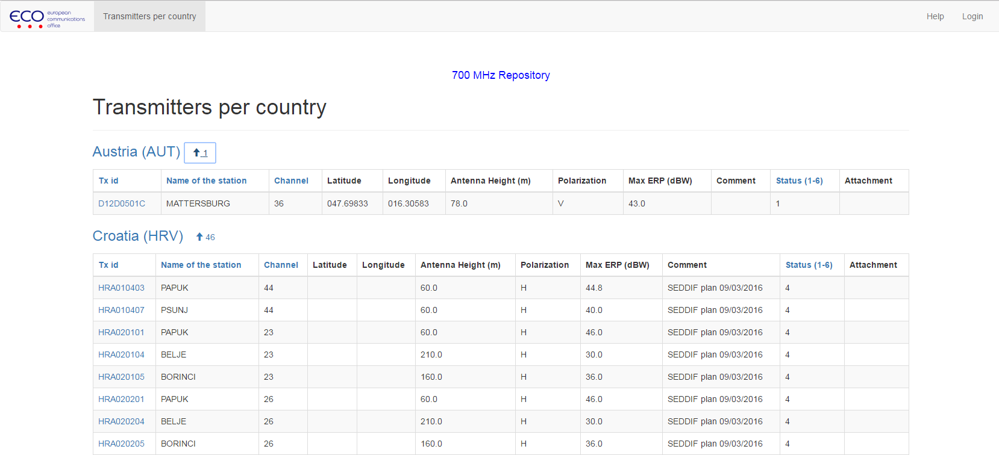 ECO european communications office Transmitters per country Help Login
700 MHz Repository
Transmitters per country
Austria (AUT) 1
Tx id Name of the station Channel Latitude Longitude Antenna Height (m) Polarization Max ERP (dBW) Comment Status (1-6) Attachment
D12D0501C MATTERSBURG 36 047.69833 016.30583 78.0 V 43.0 1
Croatia (HRV) 46
Tx id Name of the station Channel Latitude Longitude Antenna Height (m) Polarization Max ERP (dBW) Comment Status (1-6) Attachment
HRA010403 PAPUK 44 60.0 H 44.8 SEDDIF plan 09/03/2016 4
HRA010407 PSUNJ 44 60.0 H 40.0 SEDDIF plan 09/03/2016 4
HRA020101 PAPUK 23 60.0 H 46.0 SEDDIF plan 09/03/2016 4
HRA020104 BELJE 23 210.0 H 30.0 SEDDIF plan 09/03/2016 4
HRA020105 BORINCI 23 160.0 H 36.0 SEDDIF plan 09/03/2016 4
HRA020201 PAPUK 26 60.0 H 46.0 SEDDIF plan 09/03/2016 4
HRA020204 BELJE 26 210.0 H 30.0 SEDDIF plan 09/03/2016 4
HRA020205 BORINCI 26 160.0 H 36.0 SEDDIF plan 09/03/2016 4